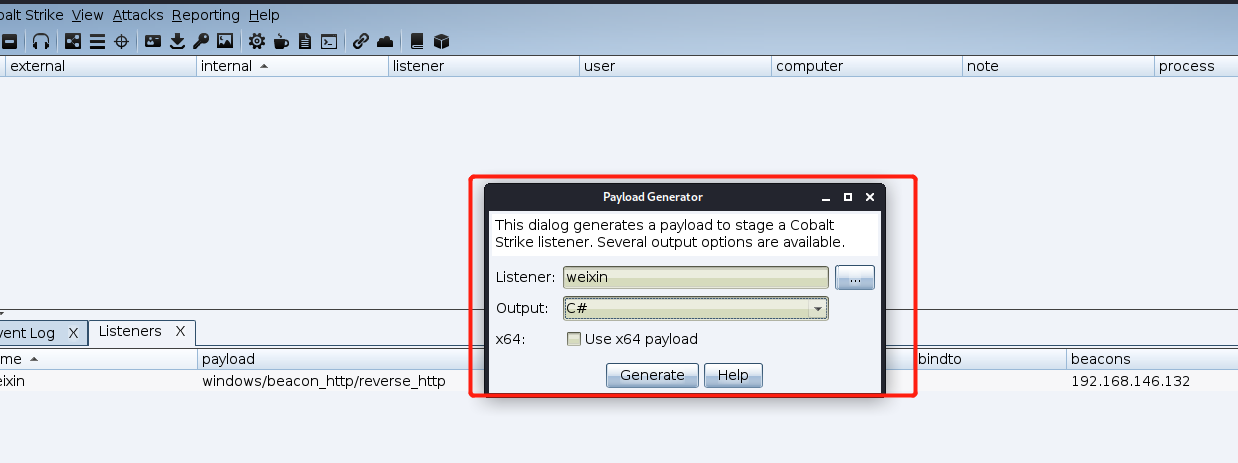 balt Strike View Attacks Reporting Help
external internal listener user computer note process
Payload Generator
This dialog generates a payload to stage a Cobalt
Strike listener. Several output options are available.
Listener: weixin ...
Output: C#
x64: Use x64 payload
Generate Help
vent Log X Listeners X
me payload bindto beacons
eixin windows/beacon_http/reverse_http 192.168.146.132